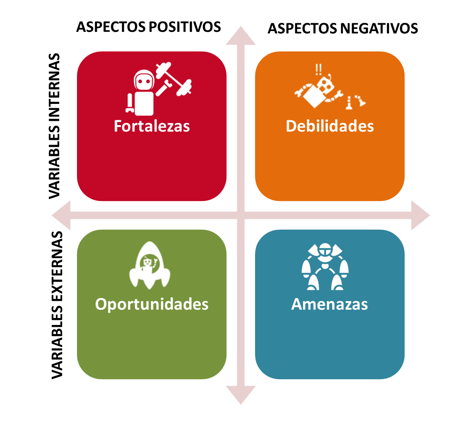 ASPECTOS POSITIVOS
ASPECTOS NEGATIVOS
VARIABLES INTERNAS
!!
Fortalezas
Debilidades
VARIABLES EXTERNAS
Oportunidades
Amenazas